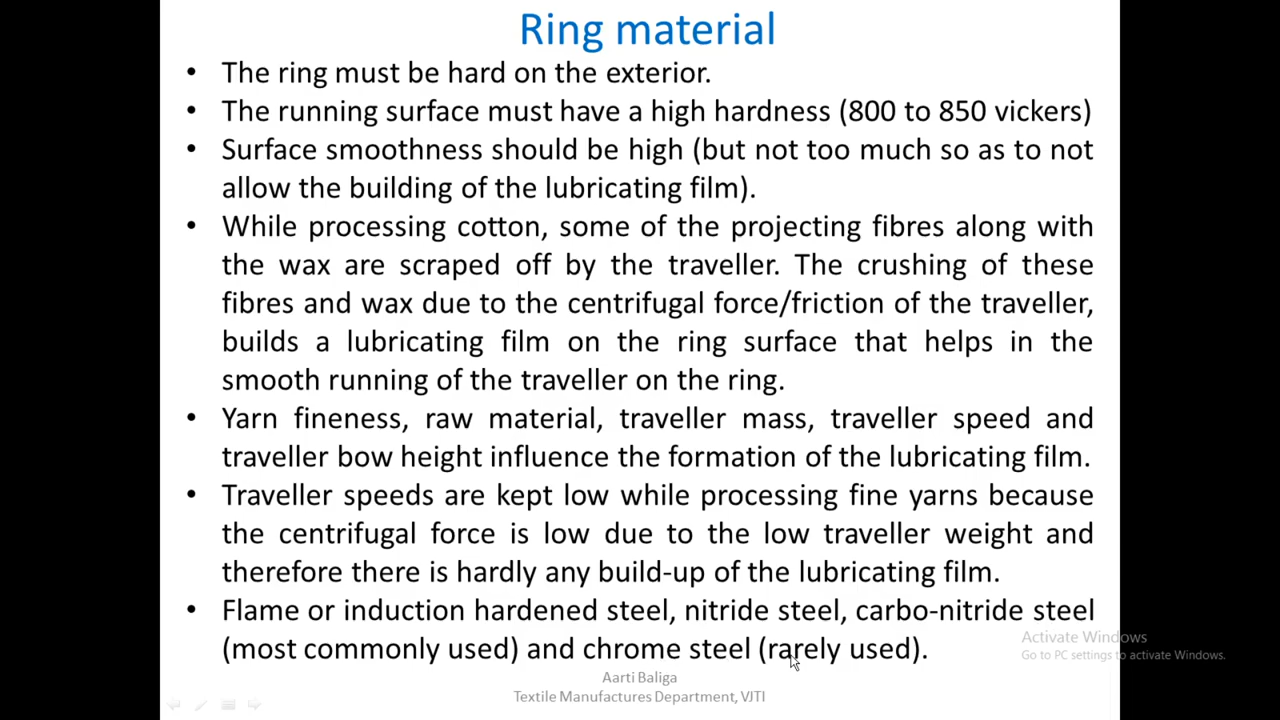 Ring material
• The ring must be hard on the exterior.
• The running surface must have a high hardness (800 to 850 vickers)
• Surface smoothness should be high (but not too much so as to not
allow the building of the lubricating film).
• While processing cotton, some of the projecting fibres along with
the wax are scraped off by the traveller. The crushing of these
fibres and wax due to the centrifugal force/friction of the traveller,
builds a lubricating film on the ring surface that helps in the
smooth running of the traveller on the ring.
• Yarn fineness, raw material, traveller mass, traveller speed and
traveller bow height influence the formation of the lubricating film.
• Traveller speeds are kept low while processing fine yarns because
the centrifugal force is low due to the low traveller weight and
therefore there is hardly any build-up of the lubricating film.
• Flame or induction hardened steel, nitride steel, carbo-nitride steel
(most commonly used) and chrome steel (rarely used).
Activate Windows
Go to PC settings to activate Windows.
Aarti Baliga
Textile Manufactures Department, VJTI